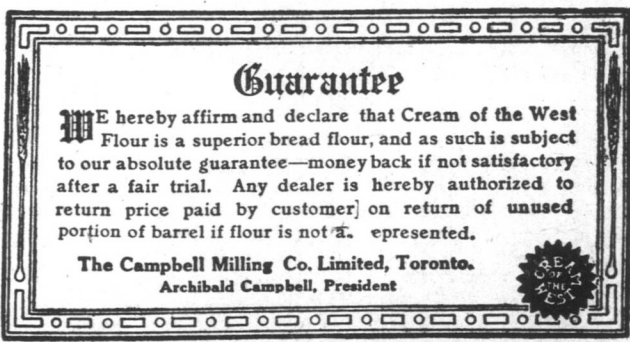 Guarantee
WE hereby affirm and declare that Cream of the West
Flour is a superior bread flour, and as such is subject
to our absolute guarantee—money back if not satisfactory
after a fair trial. Any dealer is hereby authorized to
return price paid by customer] on return of unused
portion of barrel if flour is not epresented.
The Campbell Milling Co. Limited, Toronto.
Archibald Campbell, President
CREAM
OF
THE
WEST